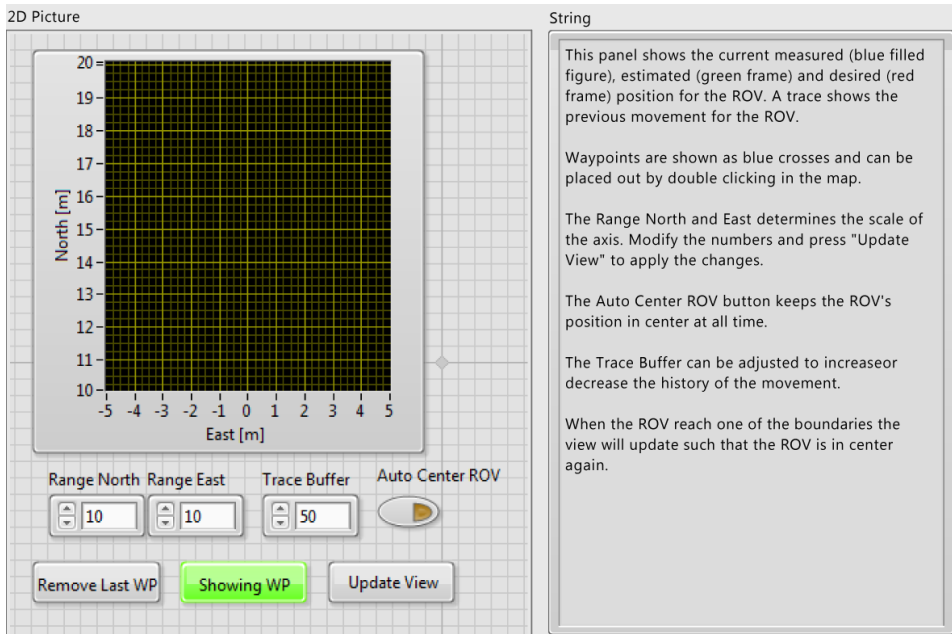 2D Picture
20
19
18
17
16
15
14
13
12
11
10
North [m]
-5 -4 -3 -2 -1 0 1 2 3 4 5
East [m]
Range North Range East Trace Buffer Auto Center ROV
10 10 50
Remove Last WP Showing WP Update View
String
This panel shows the current measured (blue filled
figure), estimated (green frame) and desired (red
frame) position for the ROV. A trace shows the
previous movement for the ROV.
Waypoints are shown as blue crosses and can be
placed out by double clicking in the map.
The Range North and East determines the scale of
the axis. Modify the numbers and press "Update
View" to apply the changes.
The Auto Center ROV button keeps the ROV's
position in center at all time.
The Trace Buffer can be adjusted to increaseor
decrease the history of the movement.
When the ROV reach one of the boundaries the
view will update such that the ROV is in center
again.